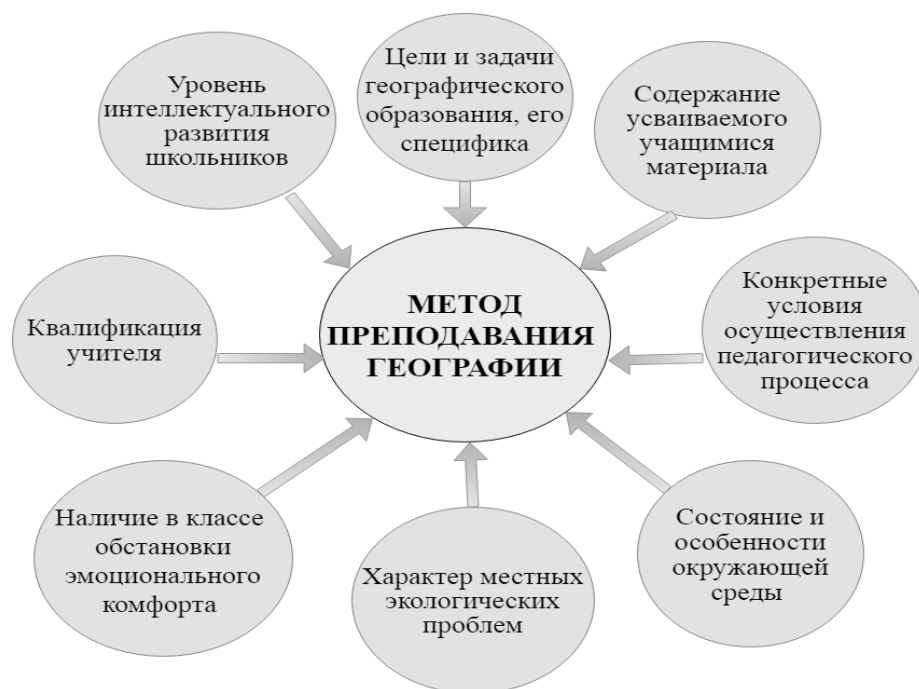 Цели и задачи
географического
образования, его
специфика
Уровень
интеллектуального
развития
школьников
Содержание
усваиваемого
учащимися
материала
Квалификация
учителя
МЕТОД
ПРЕПОДАВАНИЯ
ГЕОГРАФИИ
Конкретные
условия
осуществления
педагогического
процесса
Наличие в классе
обстановки
эмоционального
комфорта
Характер местных
экологических
проблем
Состояние и
особенности
окружающей
среды